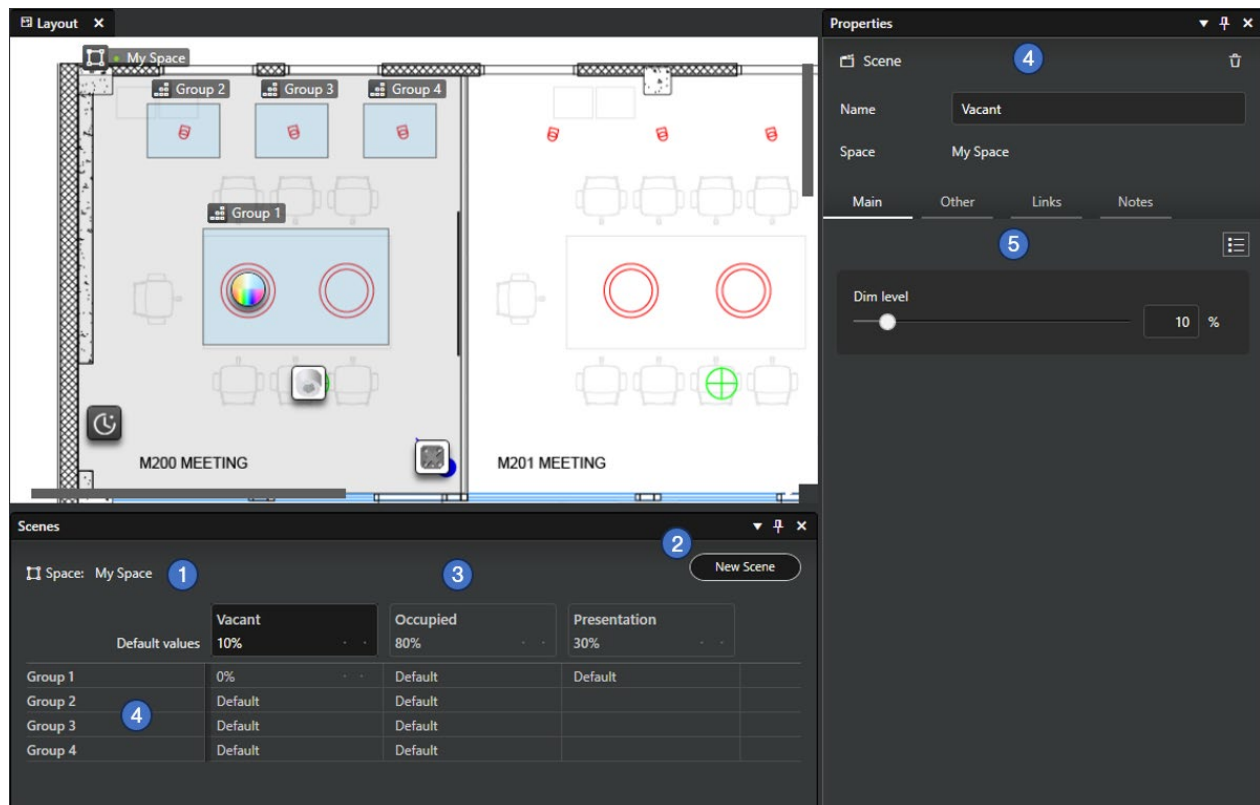 Layout
My Space
Group 2 Group 3 Group 4
Group 1
M200 MEETING M201 MEETING
Scenes
2
Space: My Space 1 3 New Scene
Vacant Occupied Presentation
Default values 10% 80% 30%
Group 1 0% Default Default
Group 2 Default Default
4
Group 3 Default Default
Group 4 Default Default
Properties
Scene 4
Name Vacant
Space My Space
Main Other Links Notes
5
Dim level
10 %